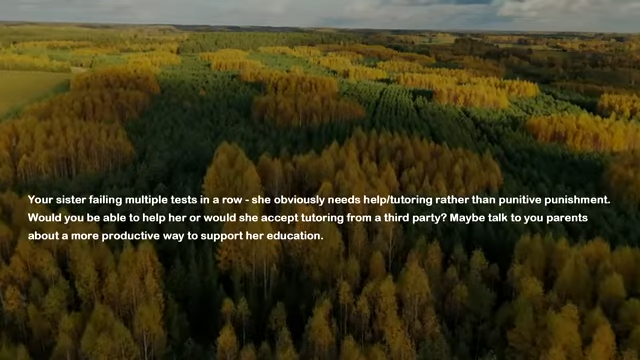 Your sister failing multiple tests in a row - she obviously needs help/tutoring rather than punitive punishment.
Would you be able to help her or would she accept tutoring from a third party? Maybe talk to you parents
about a more productive way to support her education.